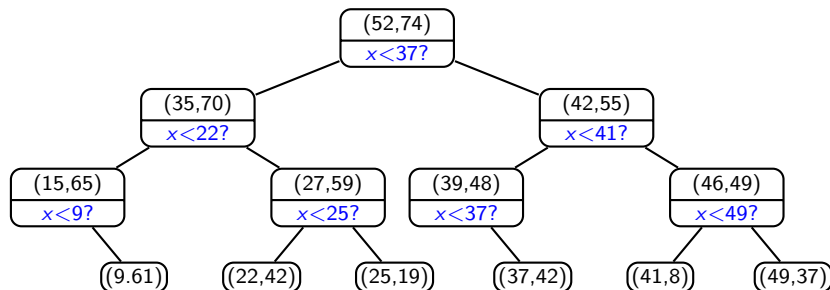 (52,74)
x<37?
(35,70)
(42,55)
x<22?
x<41?
(15,65)
(27,59)
(39,48)
(46,49)
x<9?
x<25?
x<37?
x<49?
(9.61)
(22,42)
(25,19)
(37,42)
(41,8)
(49,37)